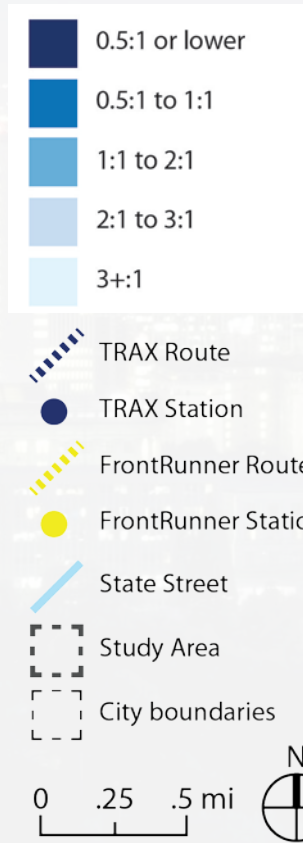 0.5:1 or lower
0.5:1 to 1:1
1:1 to 2:1
2:1 to 3:1
3+:1
TRAX Route
TRAX Station
FrontRunner Route
FrontRunner Statio
State Street
Study Area
City boundaries
N
0 .25 .5 mi